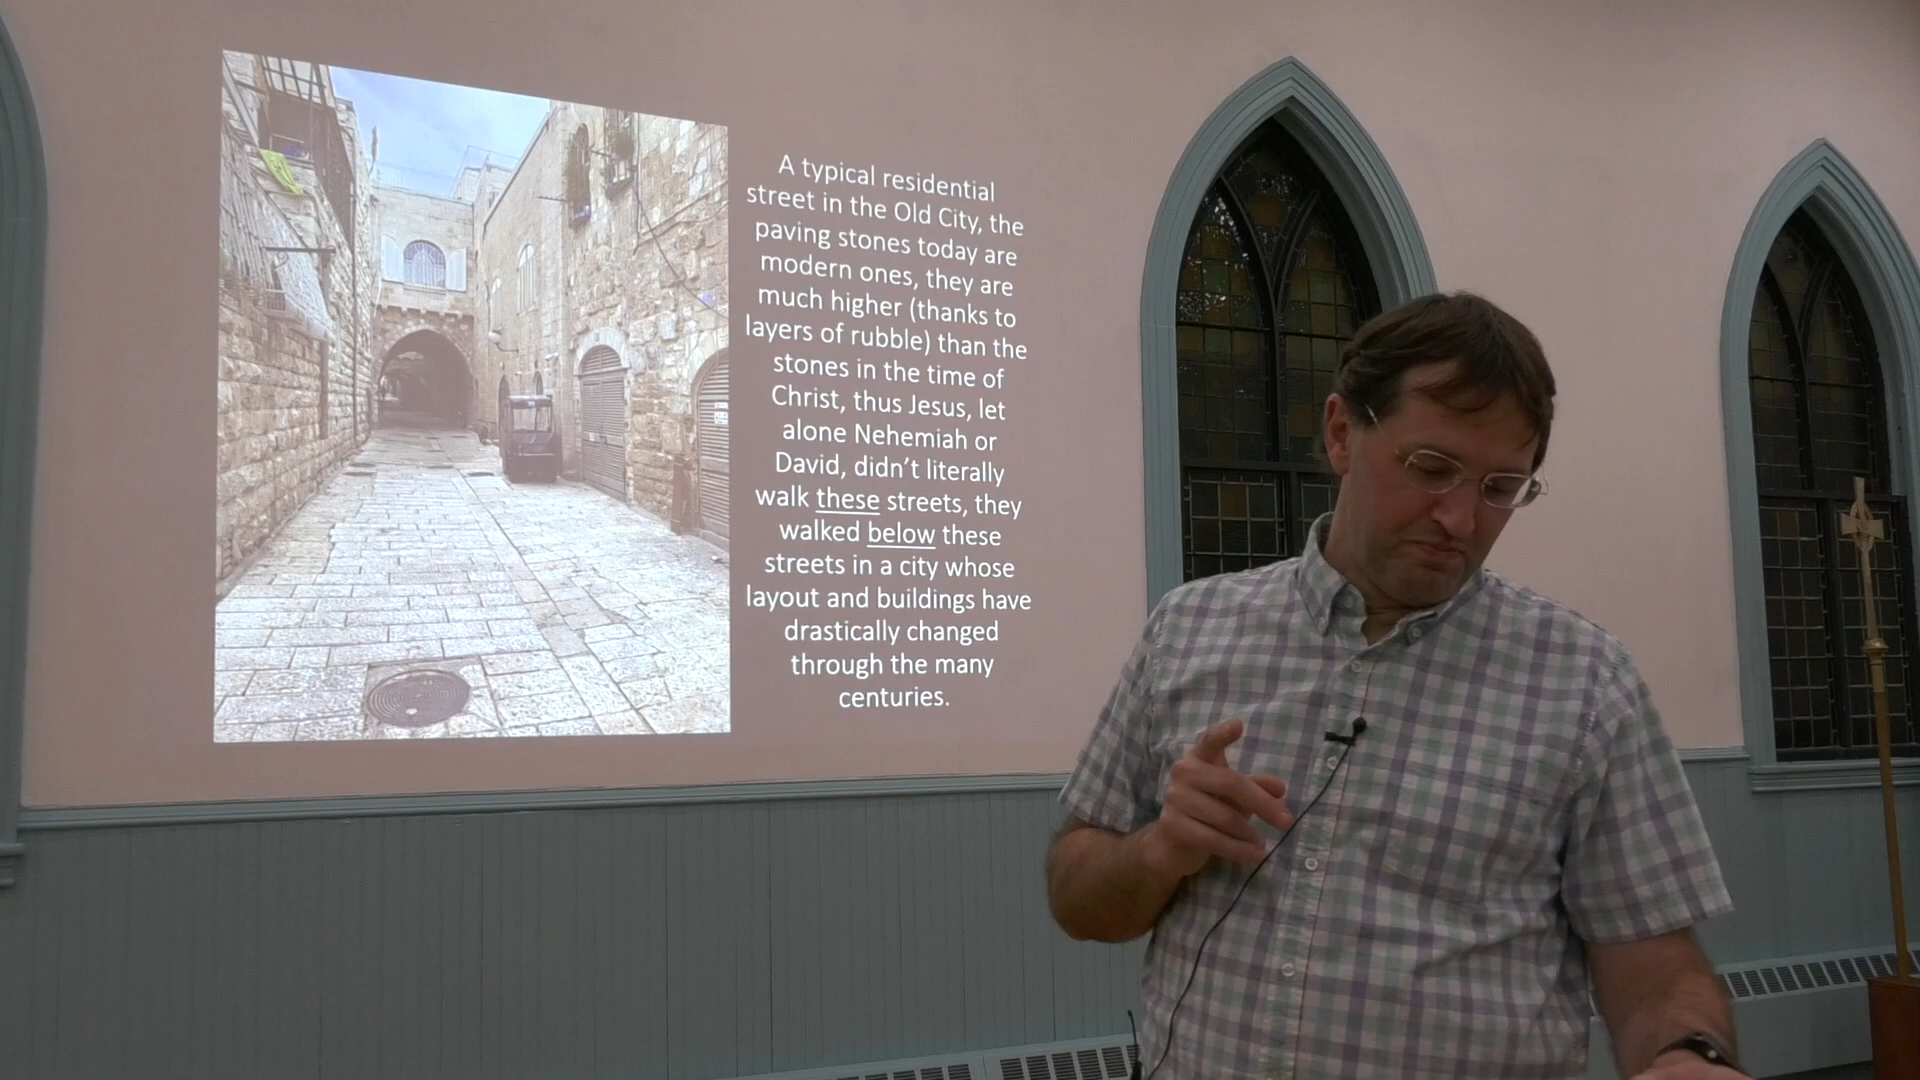 A typical residential
street in the Old City, the
paving stones today are
modern ones, they are
much higher (thanks to
layers of rubble) than the
stones in the time of
Christ, thus Jesus, let
alone Nehemiah or
David, didn’t literally
walk these streets, they
walked below these
streets in a city whose
layout and buildings have
drastically changed
through the many
centuries.